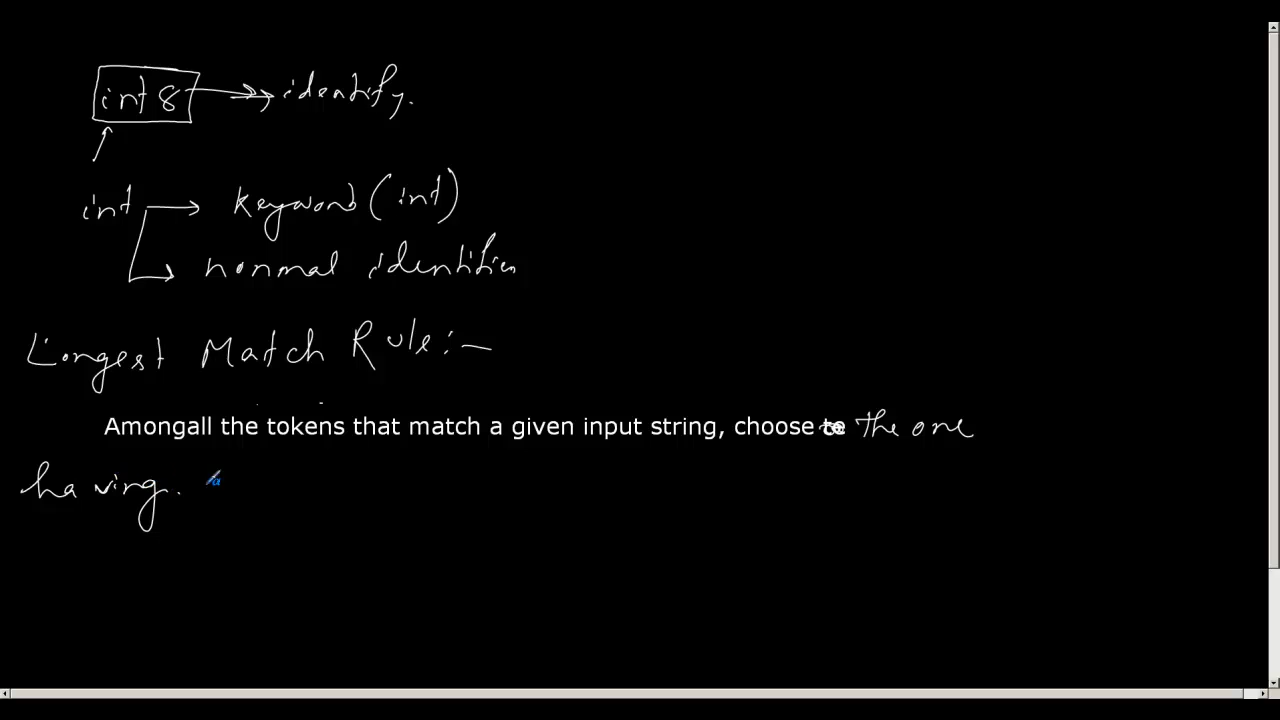 int 8 → identify.
int → keyword (int)
→ normal identifier
Longest Match Rule:-
Amongall the tokens that match a given input string, choose the one
having.